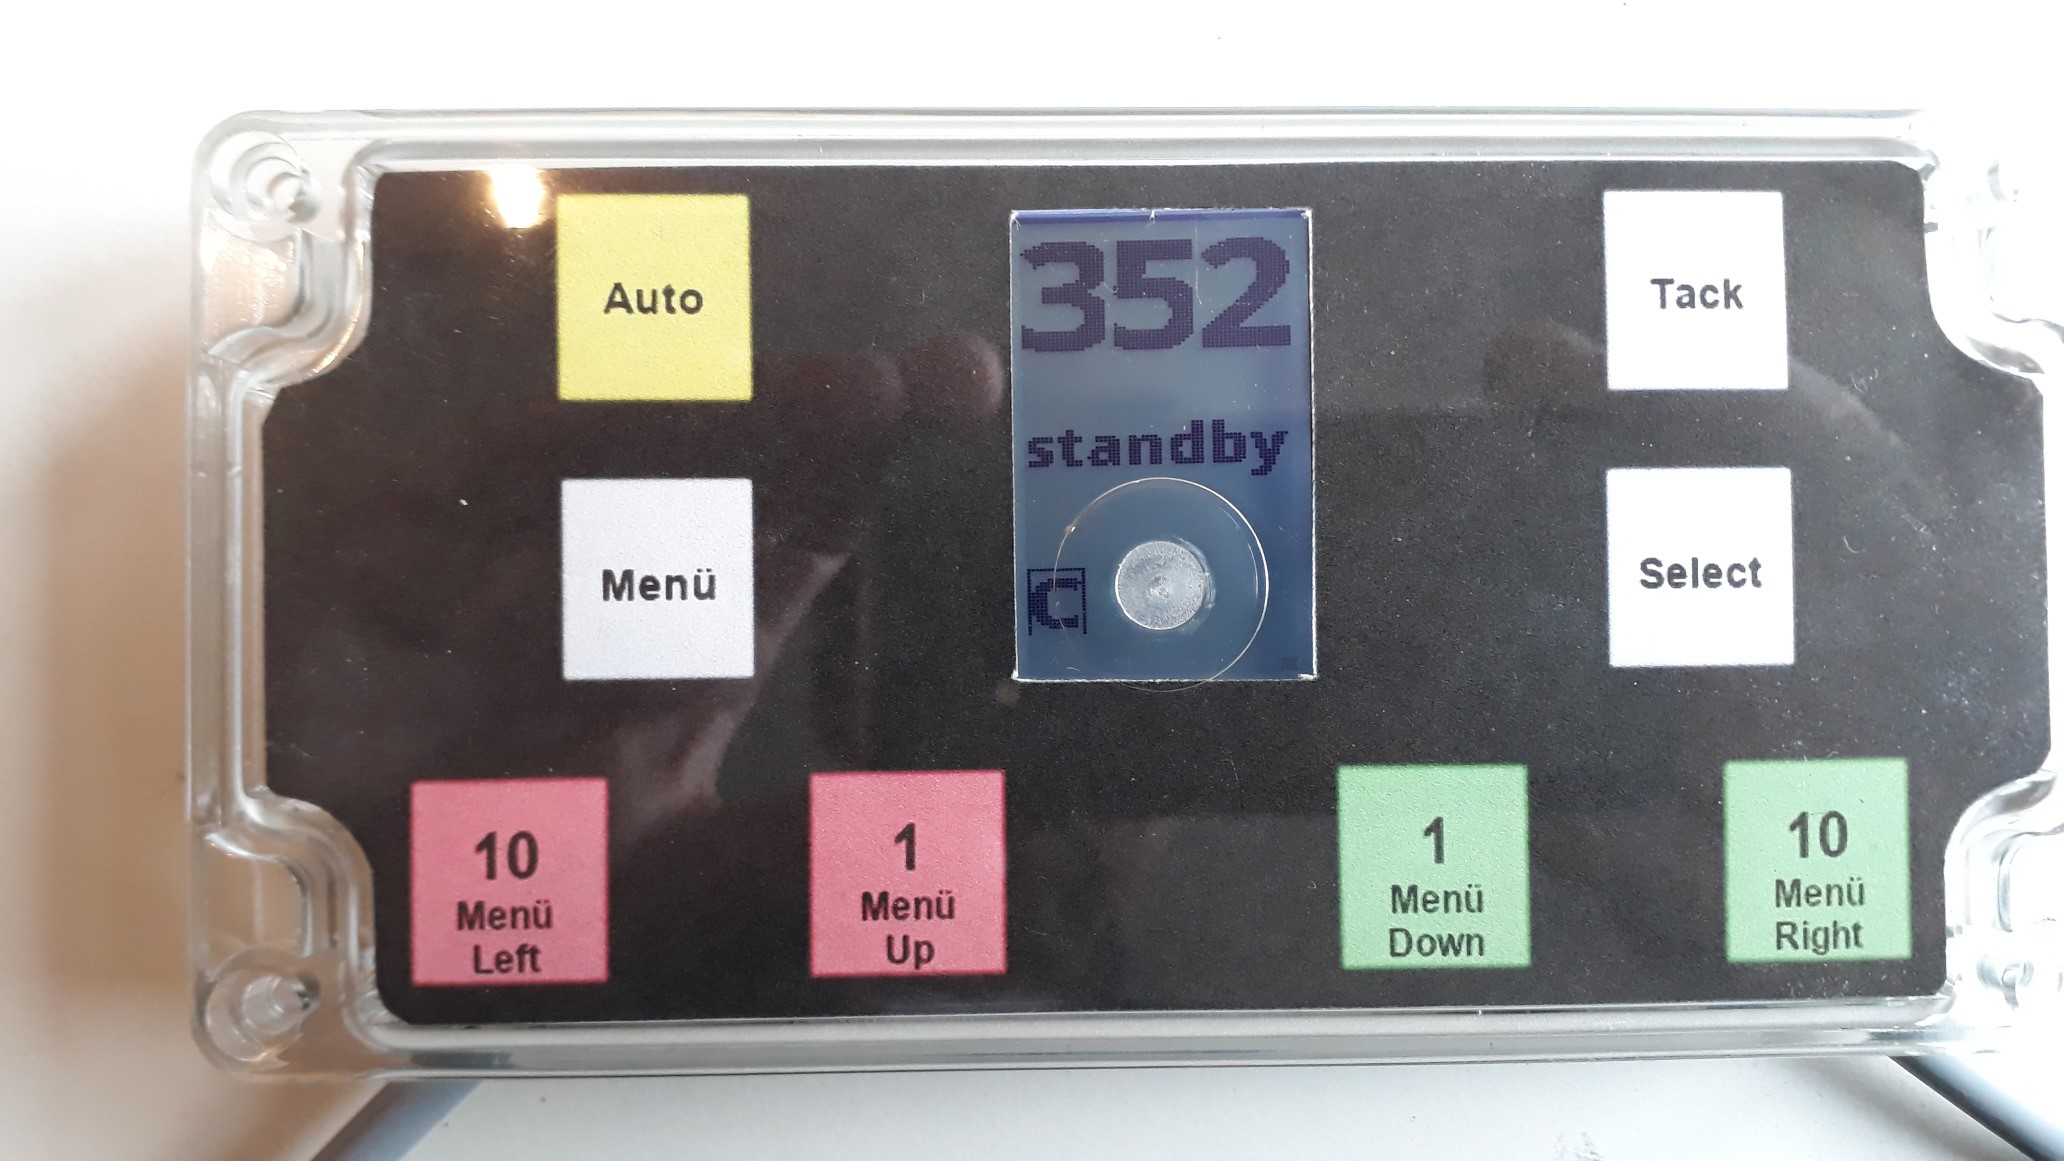 Auto
352
Tack
standby
Menü
C
Select
10
Menü
Left
1
Menü
Up
1
Menü
Down
10
Menü
Right